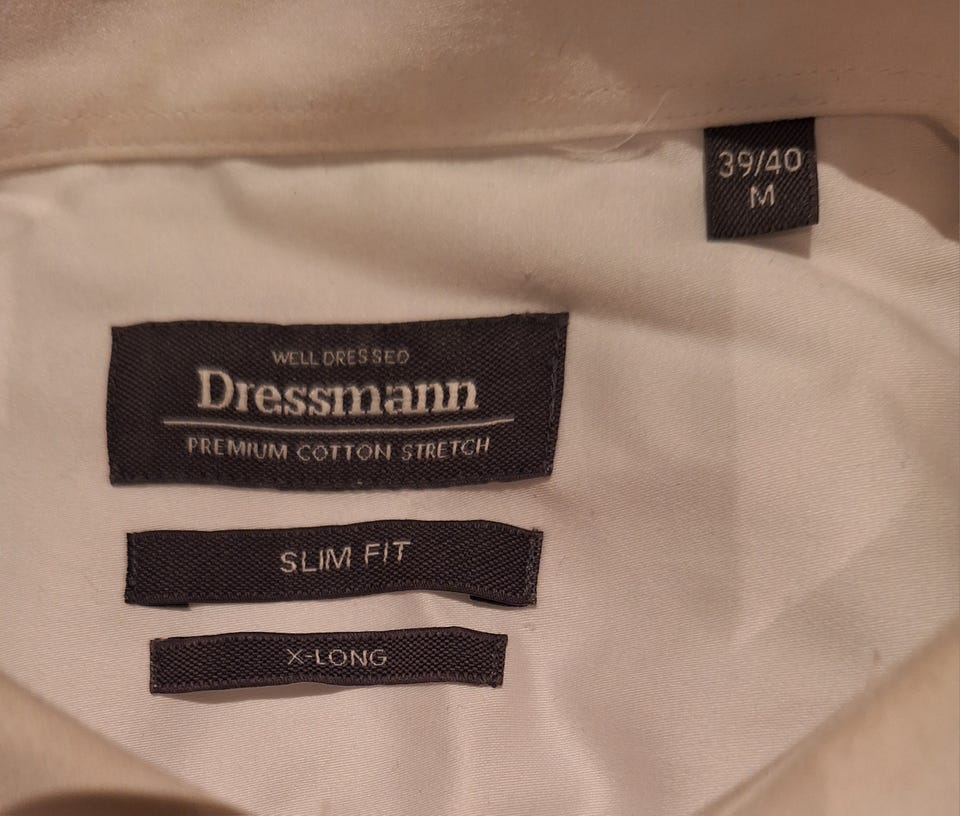 39/40
M
WELL DRESSED
Dressmann
PREMIUM COTTON STRETCH
SLIM FIT
X-LONG